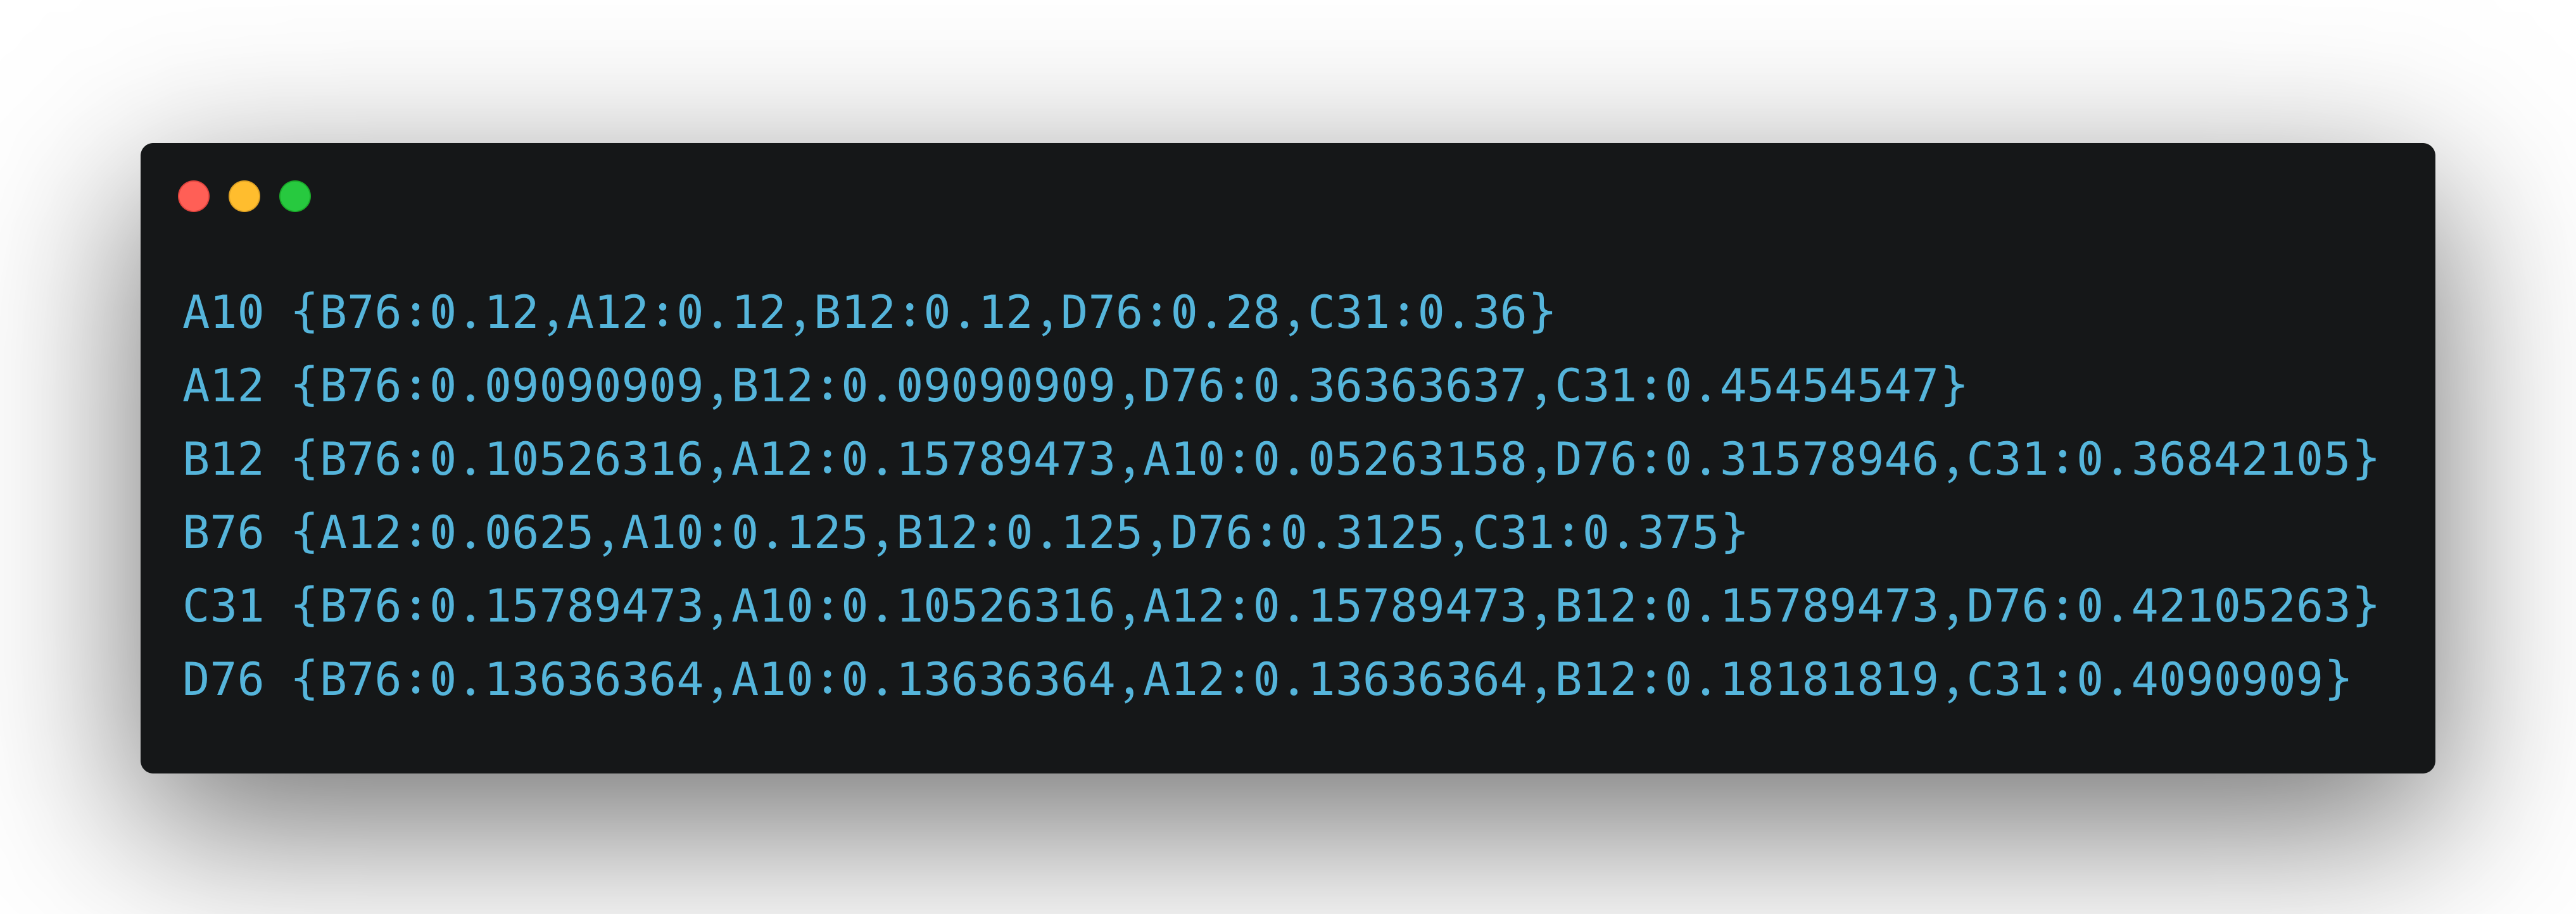 A10 {B76:0.12,A12:0.12,B12:0.12,D76:0.28,C31:0.36}
A12 {B76:0.09090909,B12:0.09090909,D76:0.36363637,C31:0.45454547}
B12 {B76:0.10526316,A12:0.15789473,A10:0.05263158,D76:0.31578946,C31:0.36842105}
B76 {A12:0.0625,A10:0.125,B12:0.125,D76:0.3125,C31:0.375}
C31 {B76:0.15789473,A10:0.10526316,A12:0.15789473,B12:0.15789473,D76:0.42105263}
D76 {B76:0.13636364,A10:0.13636364,A12:0.13636364,B12:0.18181819,C31:0.4090909}